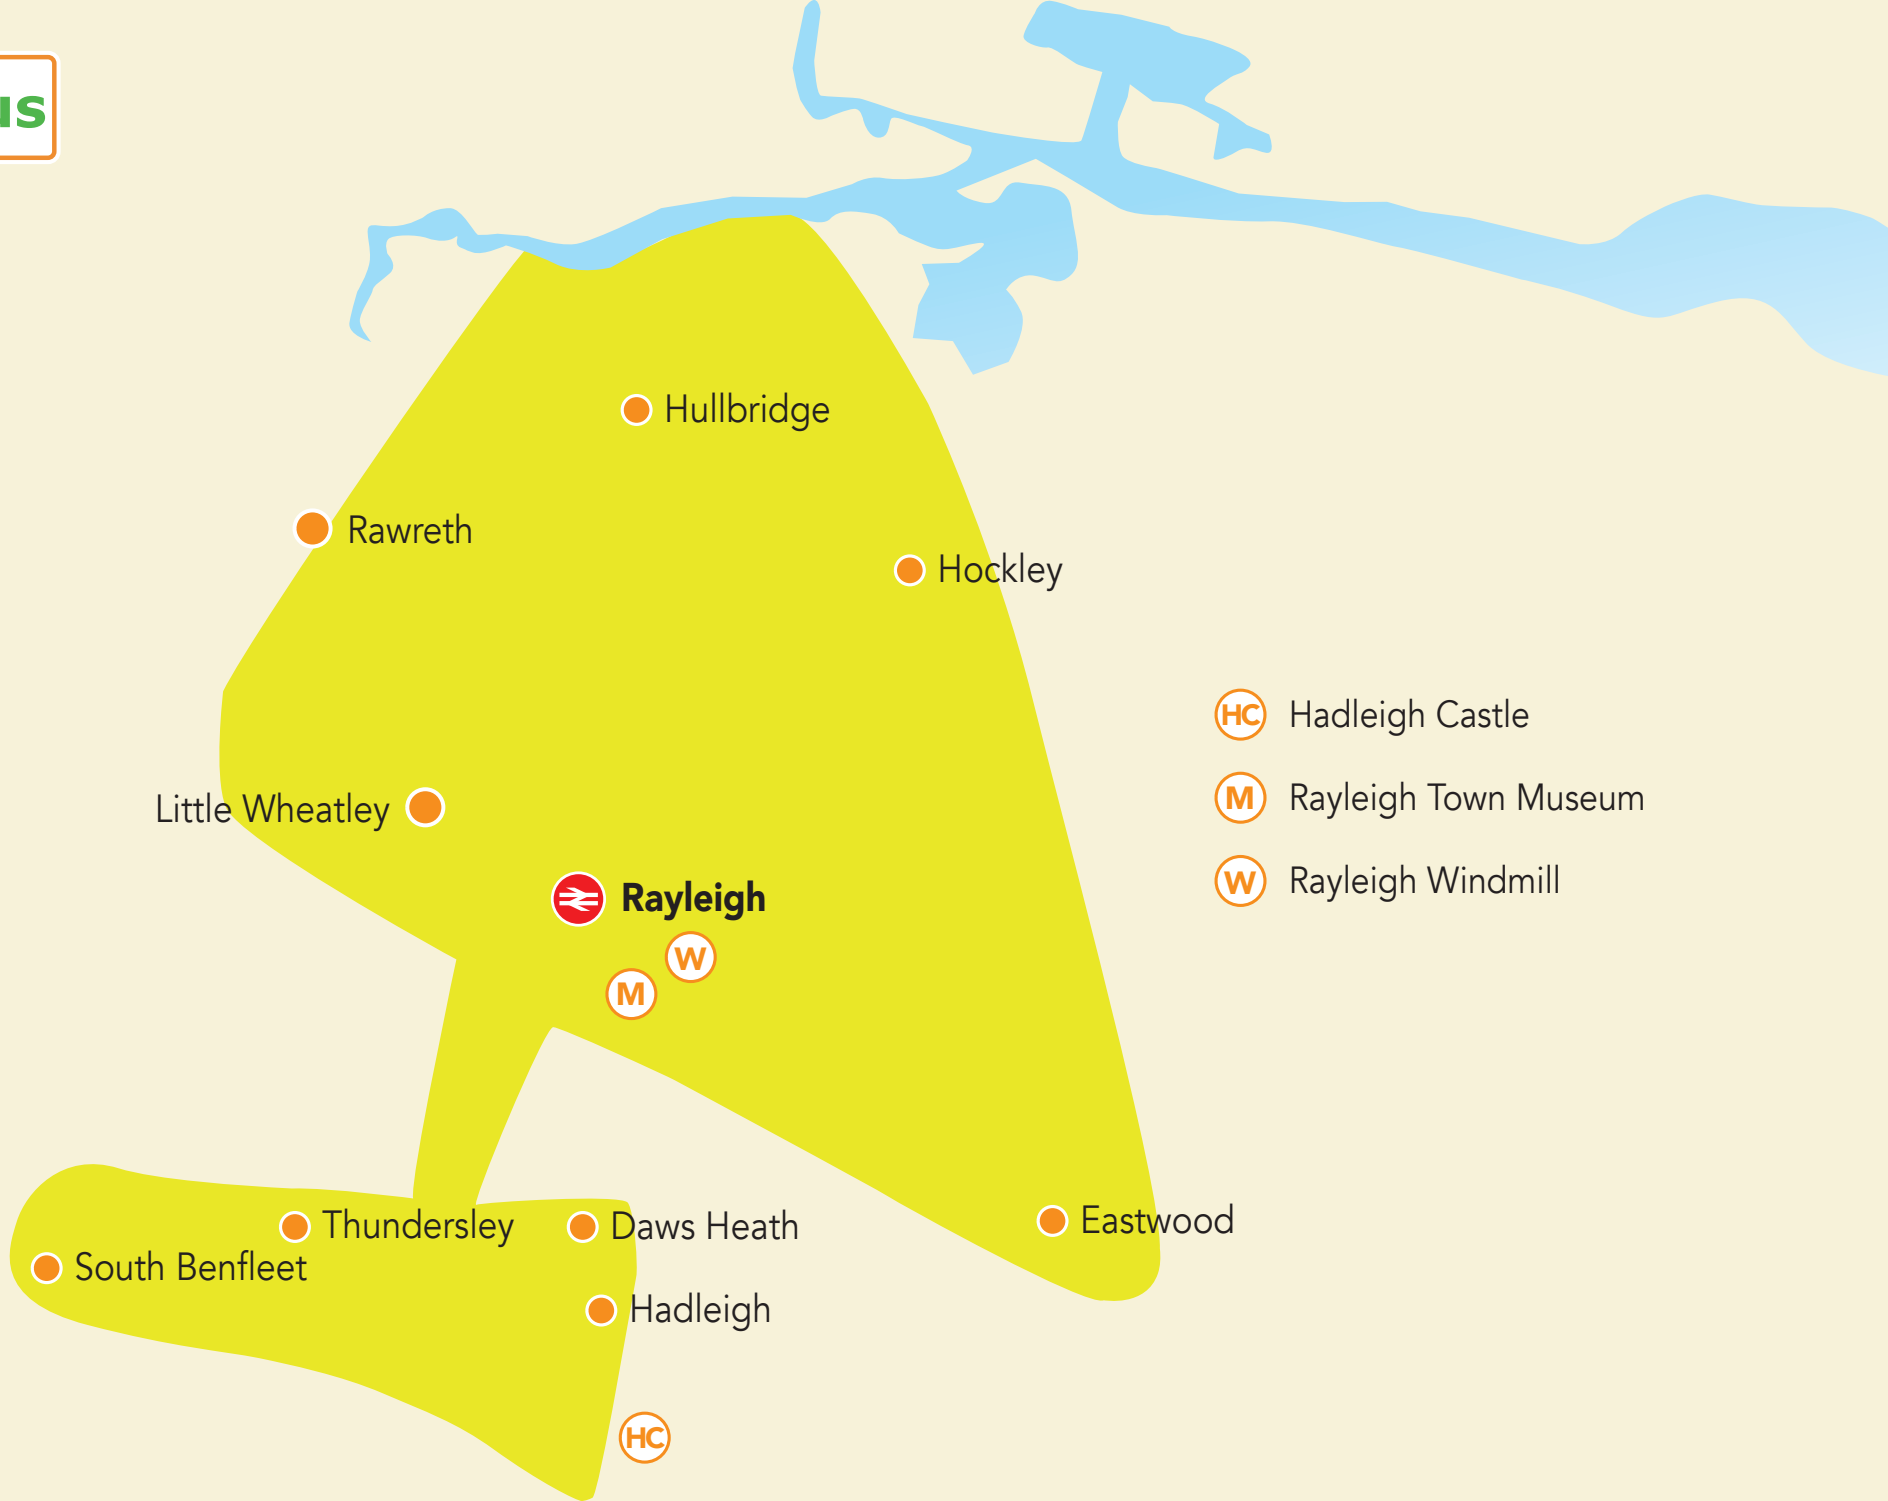 us
Hullbridge
Rawreth
Hockley
HC Hadleigh Castle
M Rayleigh Town Museum
Little Wheatley
W Rayleigh Windmill
Rayleigh
W
M
Thundersley
Daws Heath
Eastwood
South Benfleet
Hadleigh
HC